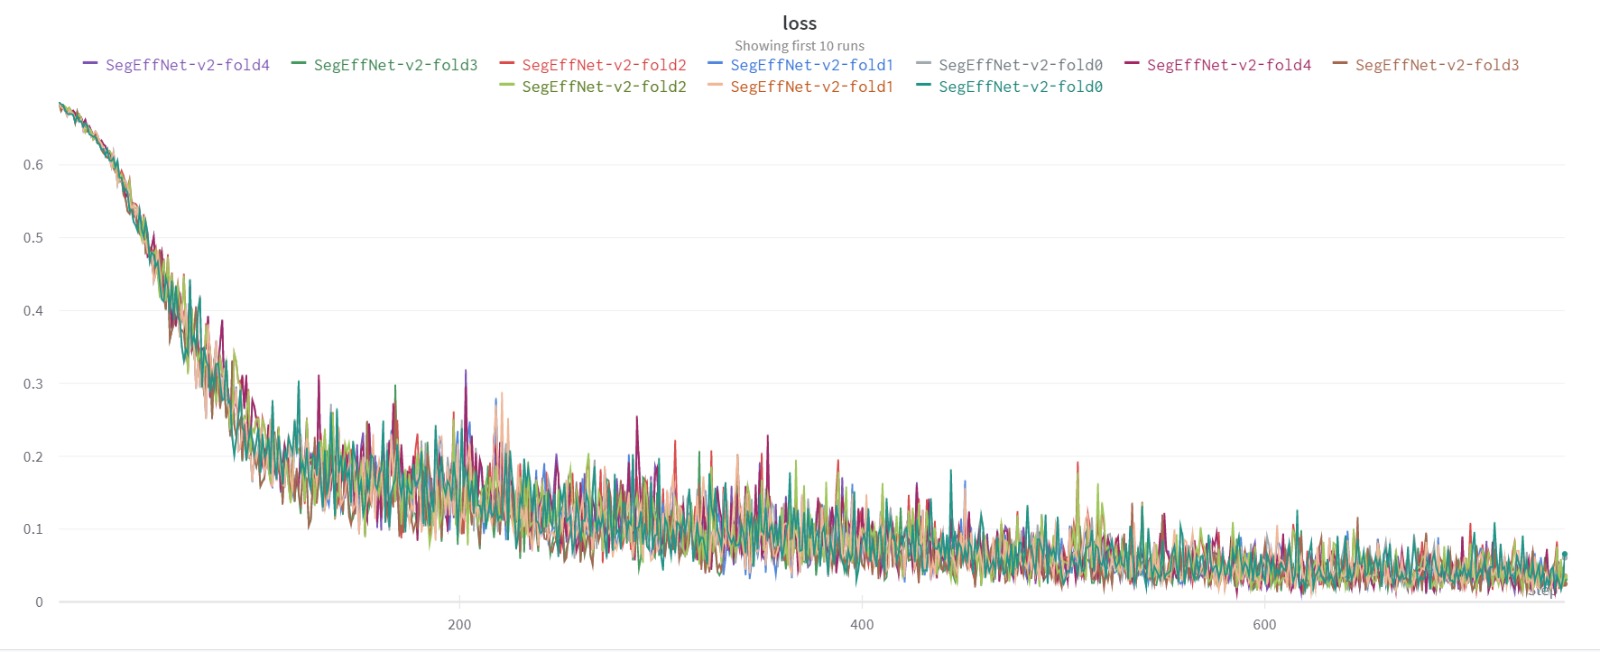 loss
Showing first 10 runs
SegEffNet-v2-fold4 SegEffNet-v2-fold3 SegEffNet-v2-fold2 SegEffNet-v2-fold1 SegEffNet-v2-fold0 SegEffNet-v2-fold4 SegEffNet-v2-fold3
SegEffNet-v2-fold2 SegEffNet-v2-fold1 SegEffNet-v2-fold0
0.6
0.5
0.4
0.3
0.2
0.1
Step
0
200 400 600